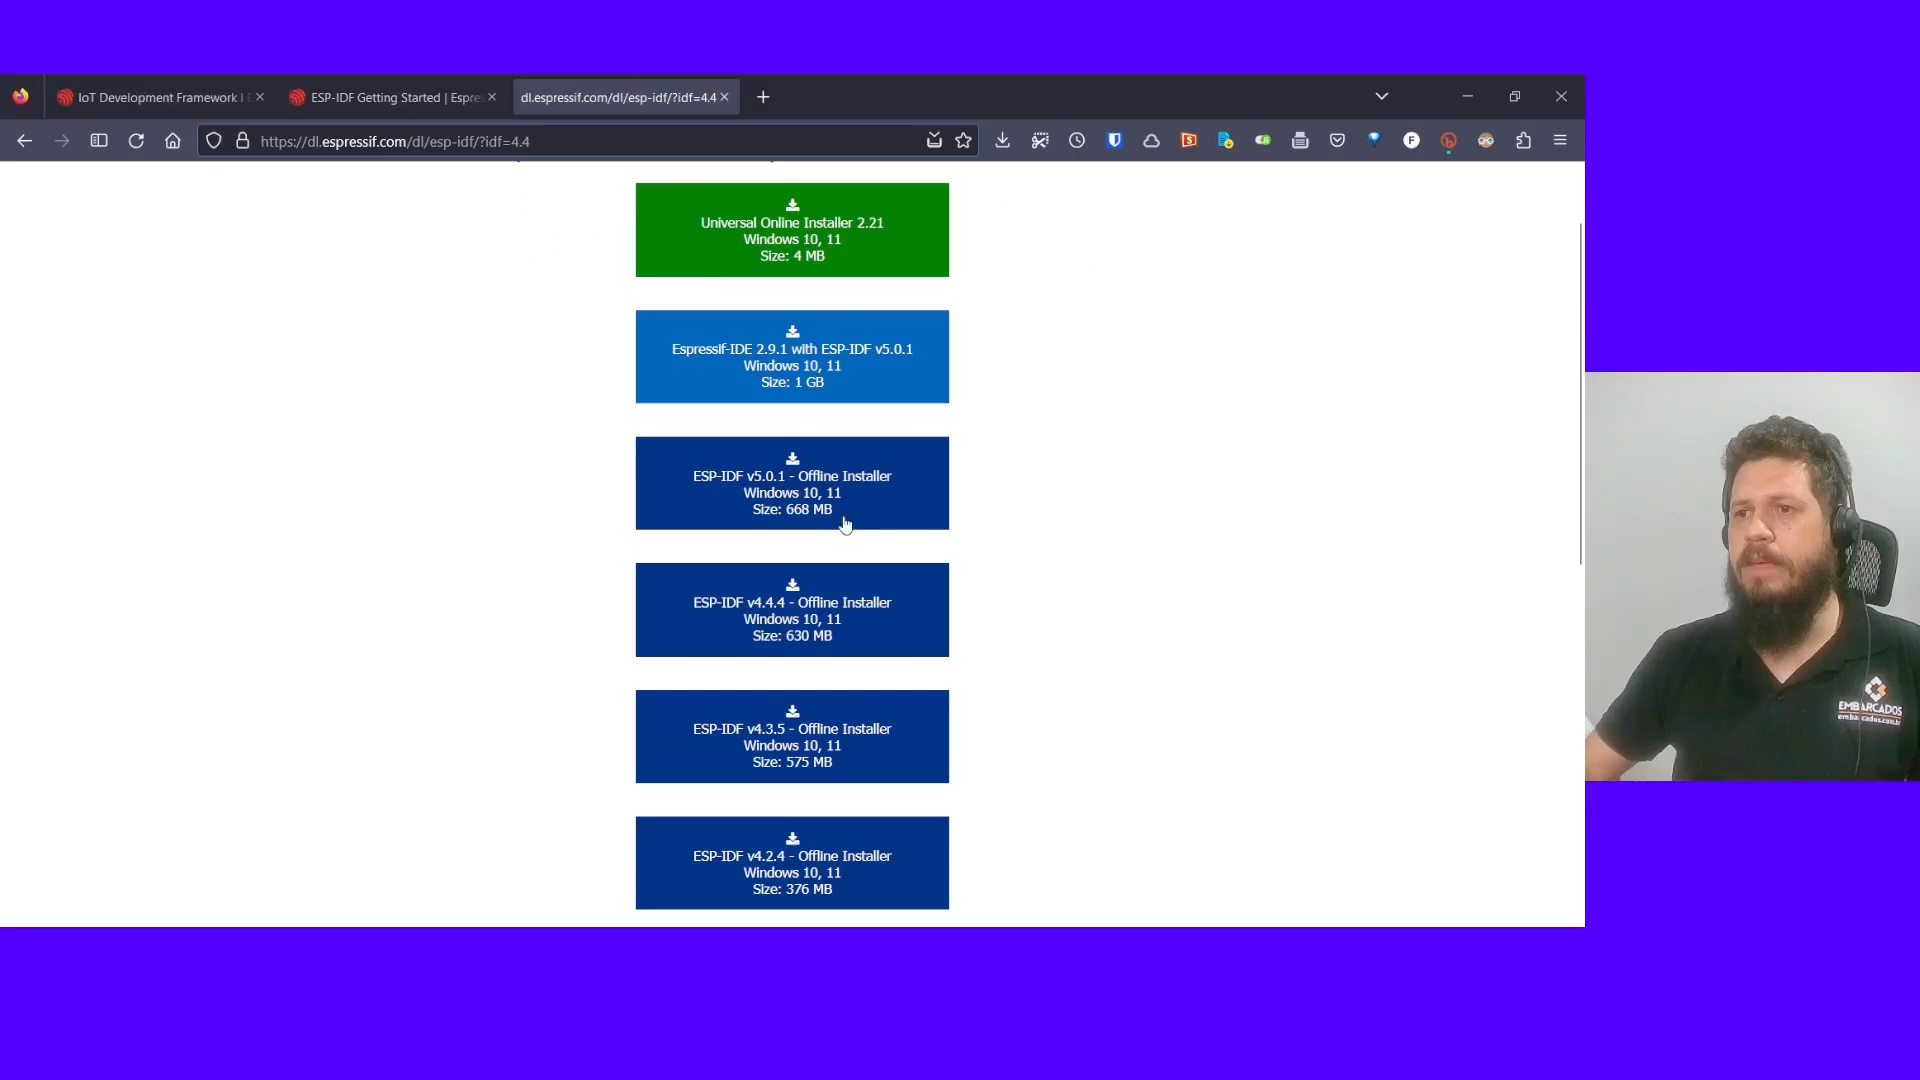 IoT Development Framework | E
ESP-IDF Getting Started | Espres
dl.espressif.com/dl/esp-idf/?idf=4.4
https://dl.espressif.com/dl/esp-idf/?idf=4.4
Universal Online Installer 2.21
Windows 10, 11
Size: 4 MB
Espressif-IDE 2.9.1 with ESP-IDF v5.0.1
Windows 10, 11
Size: 1 GB
ESP-IDF v5.0.1 - Offline Installer
Windows 10, 11
Size: 668 MB
ESP-IDF v4.4.4 - Offline Installer
Windows 10, 11
Size: 630 MB
ESP-IDF v4.3.5 - Offline Installer
Windows 10, 11
Size: 575 MB
ESP-IDF v4.2.4 - Offline Installer
Windows 10, 11
Size: 376 MB
EMBARCADOS
embarcados.com.br